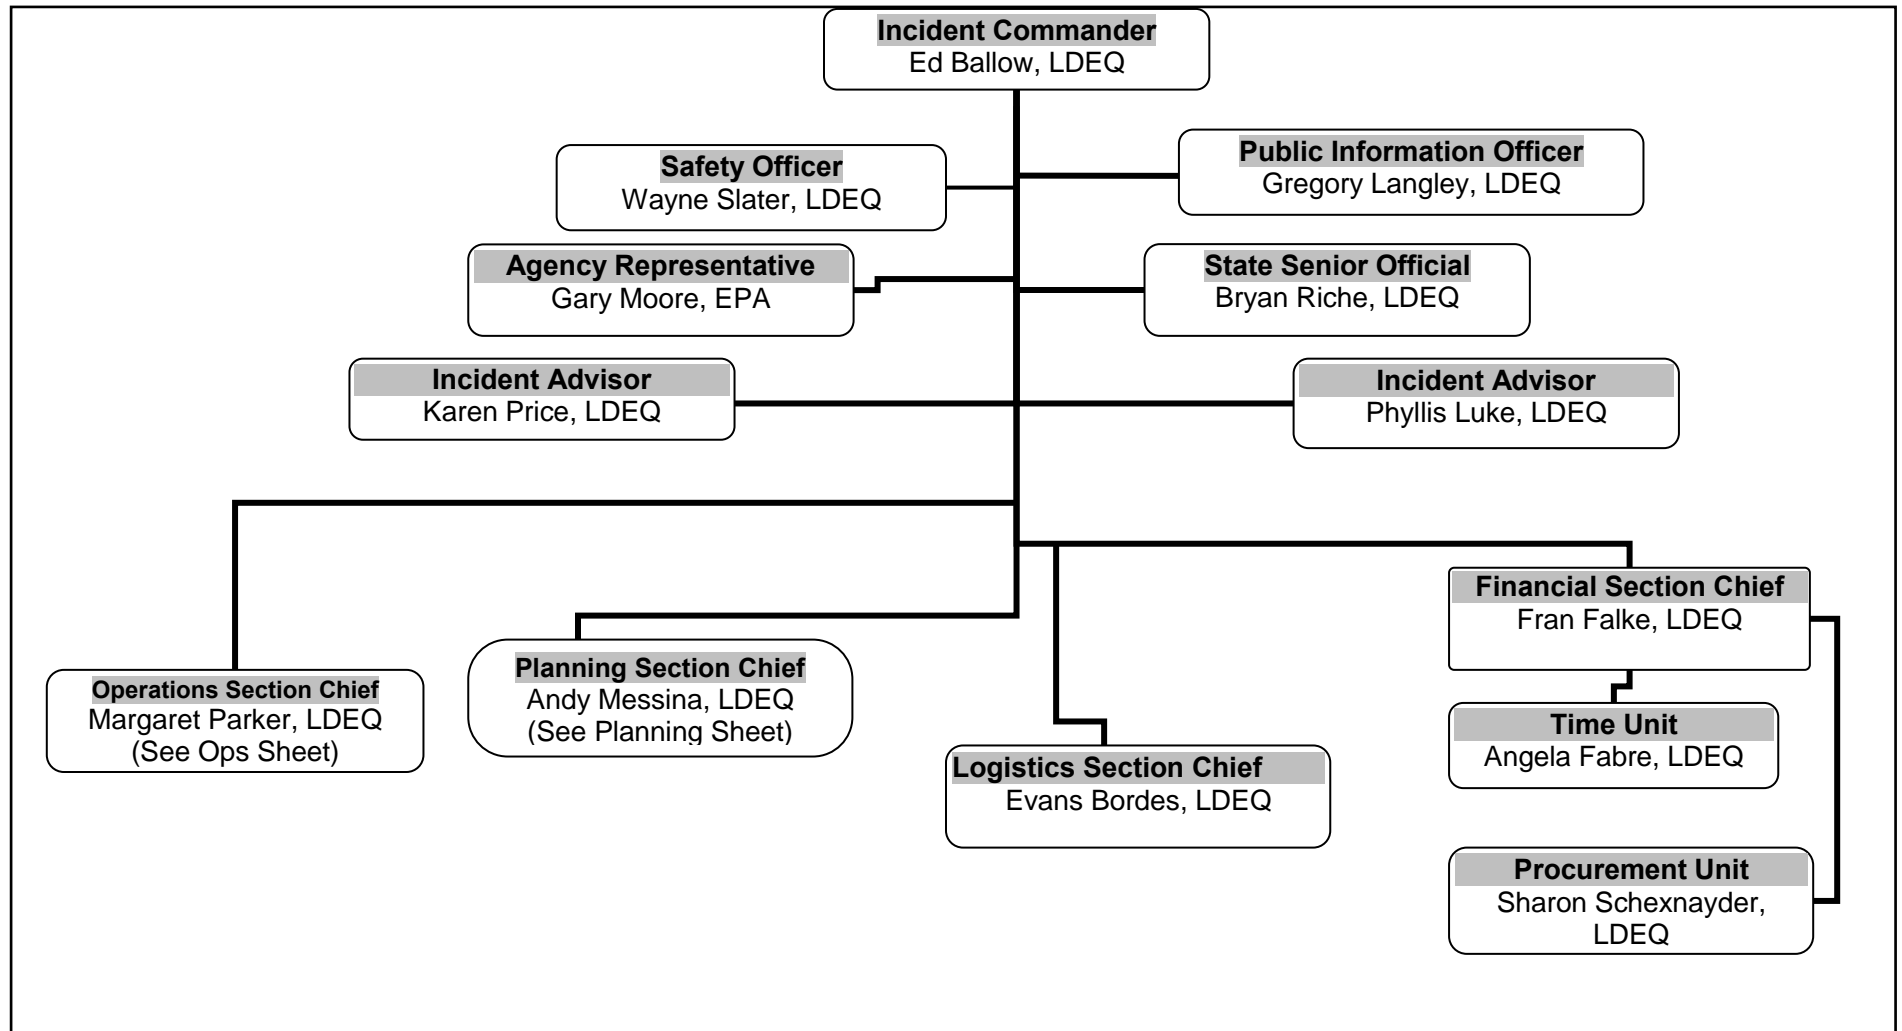 Incident Commander
Ed Ballow, LDEQ
Safety Officer
Wayne Slater, LDEQ
Public Information Officer
Gregory Langley, LDEQ
Agency Representative
Gary Moore, EPA
State Senior Official
Bryan Riche, LDEQ
Incident Advisor
Karen Price, LDEQ
Incident Advisor
Phyllis Luke, LDEQ
Operations Section Chief
Margaret Parker, LDEQ
(See Ops Sheet)
Planning Section Chief
Andy Messina, LDEQ
(See Planning Sheet)
Logistics Section Chief
Evans Bordes, LDEQ
Financial Section Chief
Fran Falke, LDEQ
Time Unit
Angela Fabre, LDEQ
Procurement Unit
Sharon Schexnayder,
LDEQ